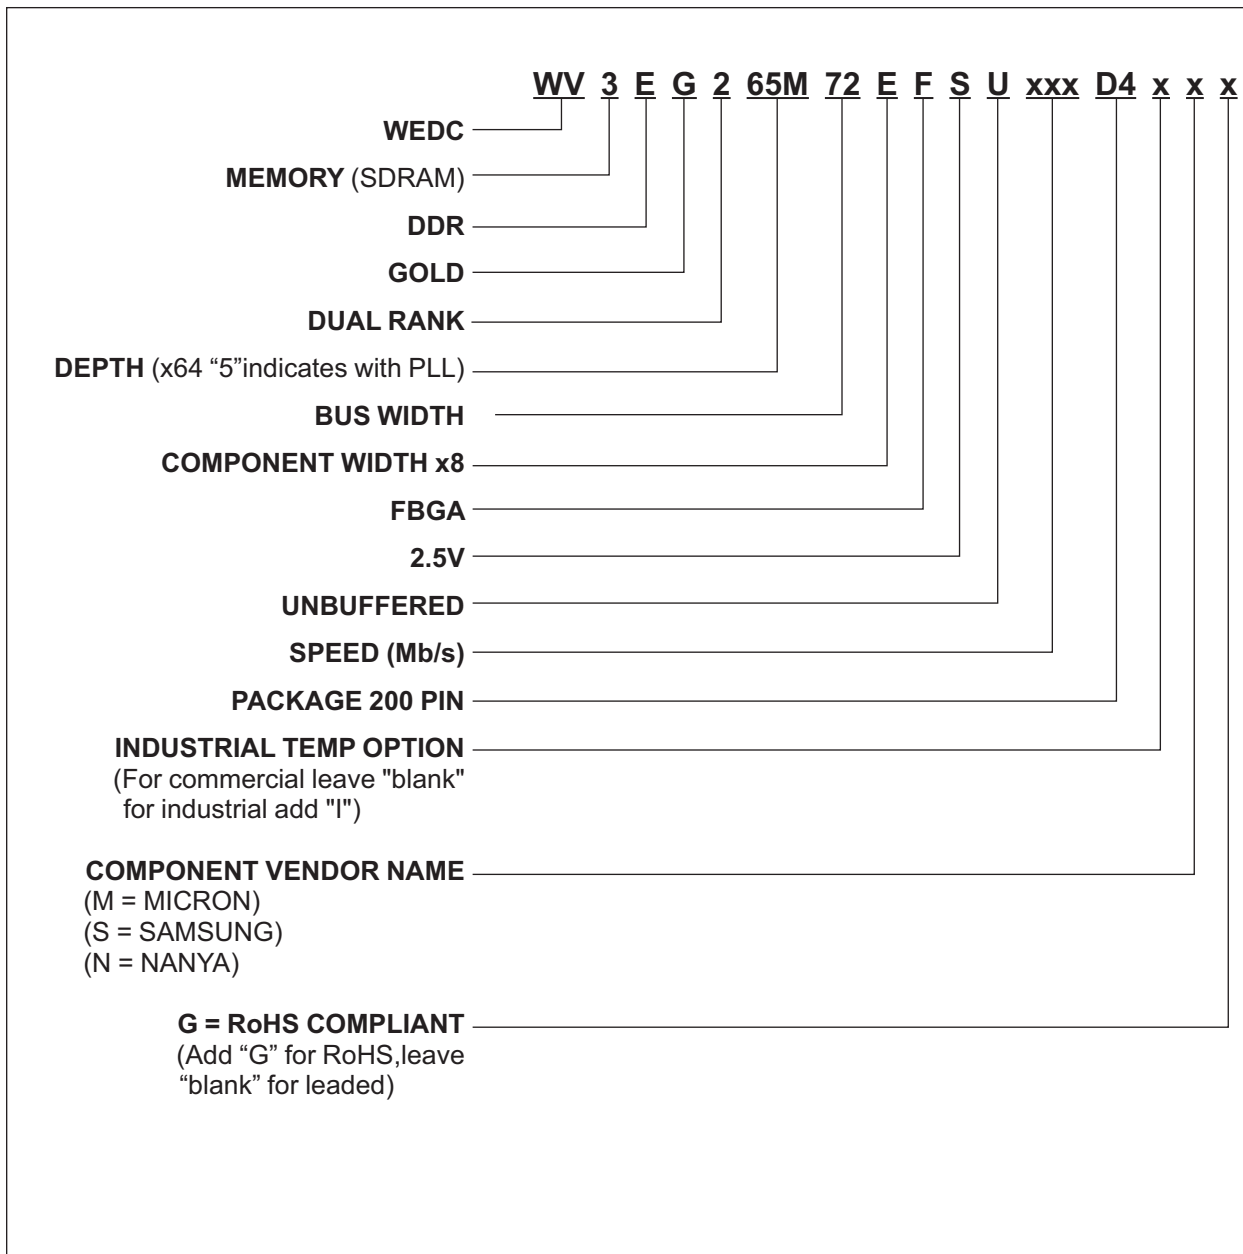 WV 3 E G 2 65M 72 E F S U xxx D4 x x x
WEDC
MEMORY (SDRAM)
DDR
GOLD
DUAL RANK
DEPTH (x64 “5”indicates with PLL)
BUS WIDTH
COMPONENT WIDTH x8
FBGA
2.5V
UNBUFFERED
SPEED (Mb/s)
PACKAGE 200 PIN
INDUSTRIAL TEMP OPTION
(For commercial leave "blank"
for industrial add "I")
COMPONENT VENDOR NAME
(M = MICRON)
(S = SAMSUNG)
(N = NANYA)
G = RoHS COMPLIANT
(Add “G” for RoHS,leave
“blank” for leaded)